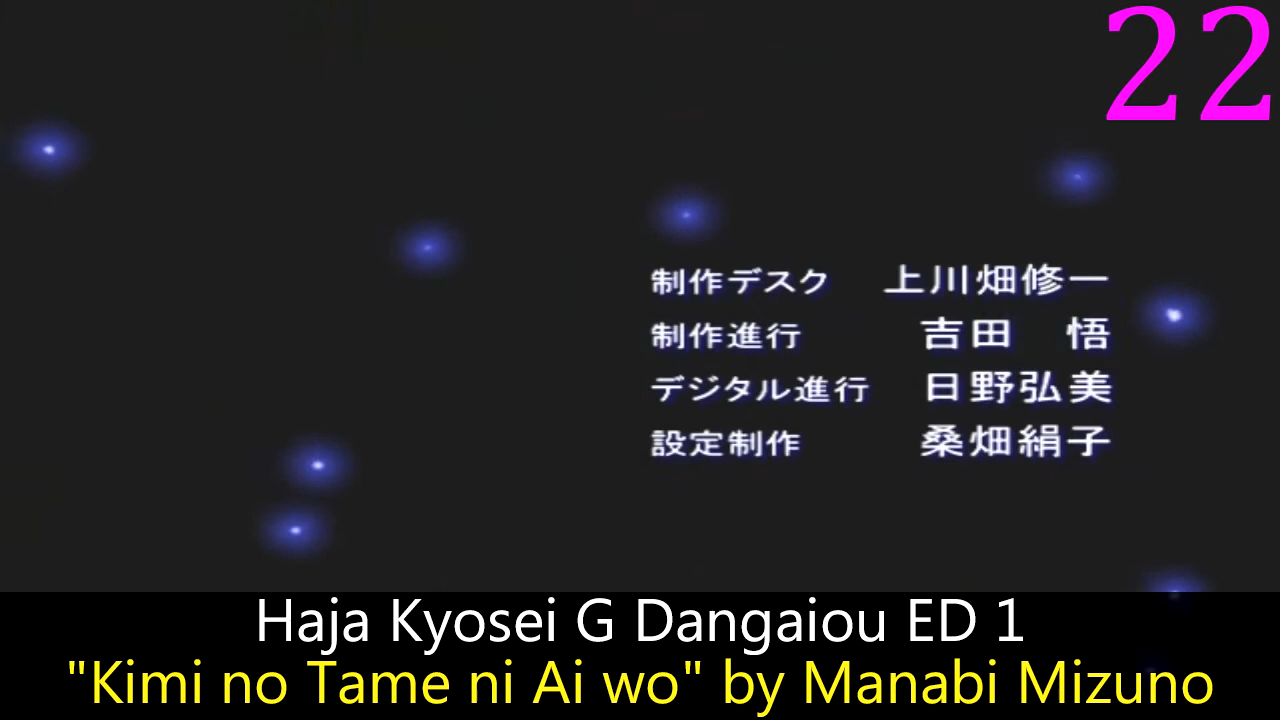 22
制作デスク 上川畑修一
制作進行 吉田 悟
デジタル進行 日野弘美
設定制作 桑畑絹子
Haja Kyosei G Dangaiou ED 1
"Kimi no Tame ni Ai wo" by Manabi Mizuno